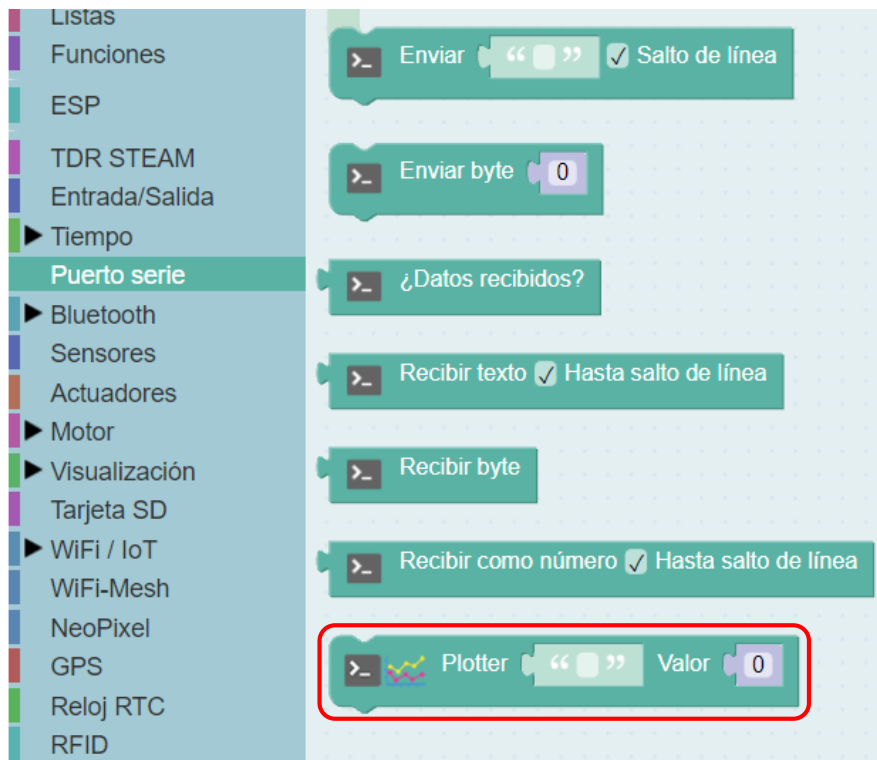 Listas
Funciones
ESP
TDR STEAM
Entrada/Salida
Tiempo
Puerto serie
Bluetooth
Sensores
Actuadores
Motor
Visualización
Tarjeta SD
WiFi / IoT
WiFi-Mesh
NeoPixel
GPS
Reloj RTC
RFID
>_ Enviar “ ” ✓ Salto de línea
>_ Enviar byte 0
>_ ¿Datos recibidos?
>_ Recibir texto ✓ Hasta salto de línea
>_ Recibir byte
>_ Recibir como número ✓ Hasta salto de línea
>_ Plotter “ ” Valor 0